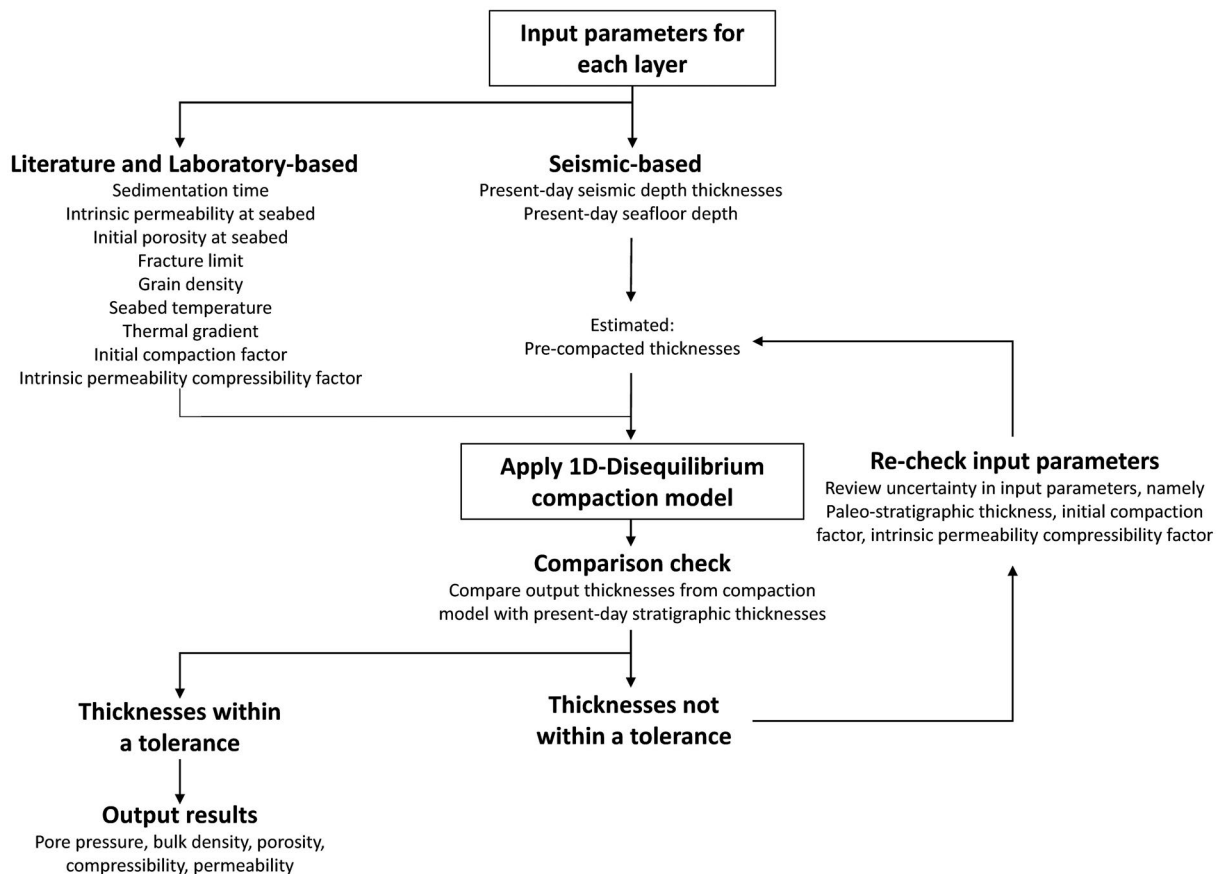 Input parameters for
each layer
Literature and Laboratory-based
Sedimentation time
Intrinsic permeability at seabed
Initial porosity at seabed
Fracture limit
Grain density
Seabed temperature
Thermal gradient
Initial compaction factor
Intrinsic permeability compressibility factor
Seismic-based
Present-day seismic depth thicknesses
Present-day seafloor depth
Estimated:
Pre-compacted thicknesses
Apply 1D-Disequilibrium
compaction model
Re-check input parameters
Review uncertainty in input parameters, namely
Paleo-stratigraphic thickness, initial compaction
factor, intrinsic permeability compressibility factor
Comparison check
Compare output thicknesses from compaction
model with present-day stratigraphic thicknesses
Thicknesses within
a tolerance
Thicknesses not
within a tolerance
Output results
Pore pressure, bulk density, porosity,
compressibility, permeability